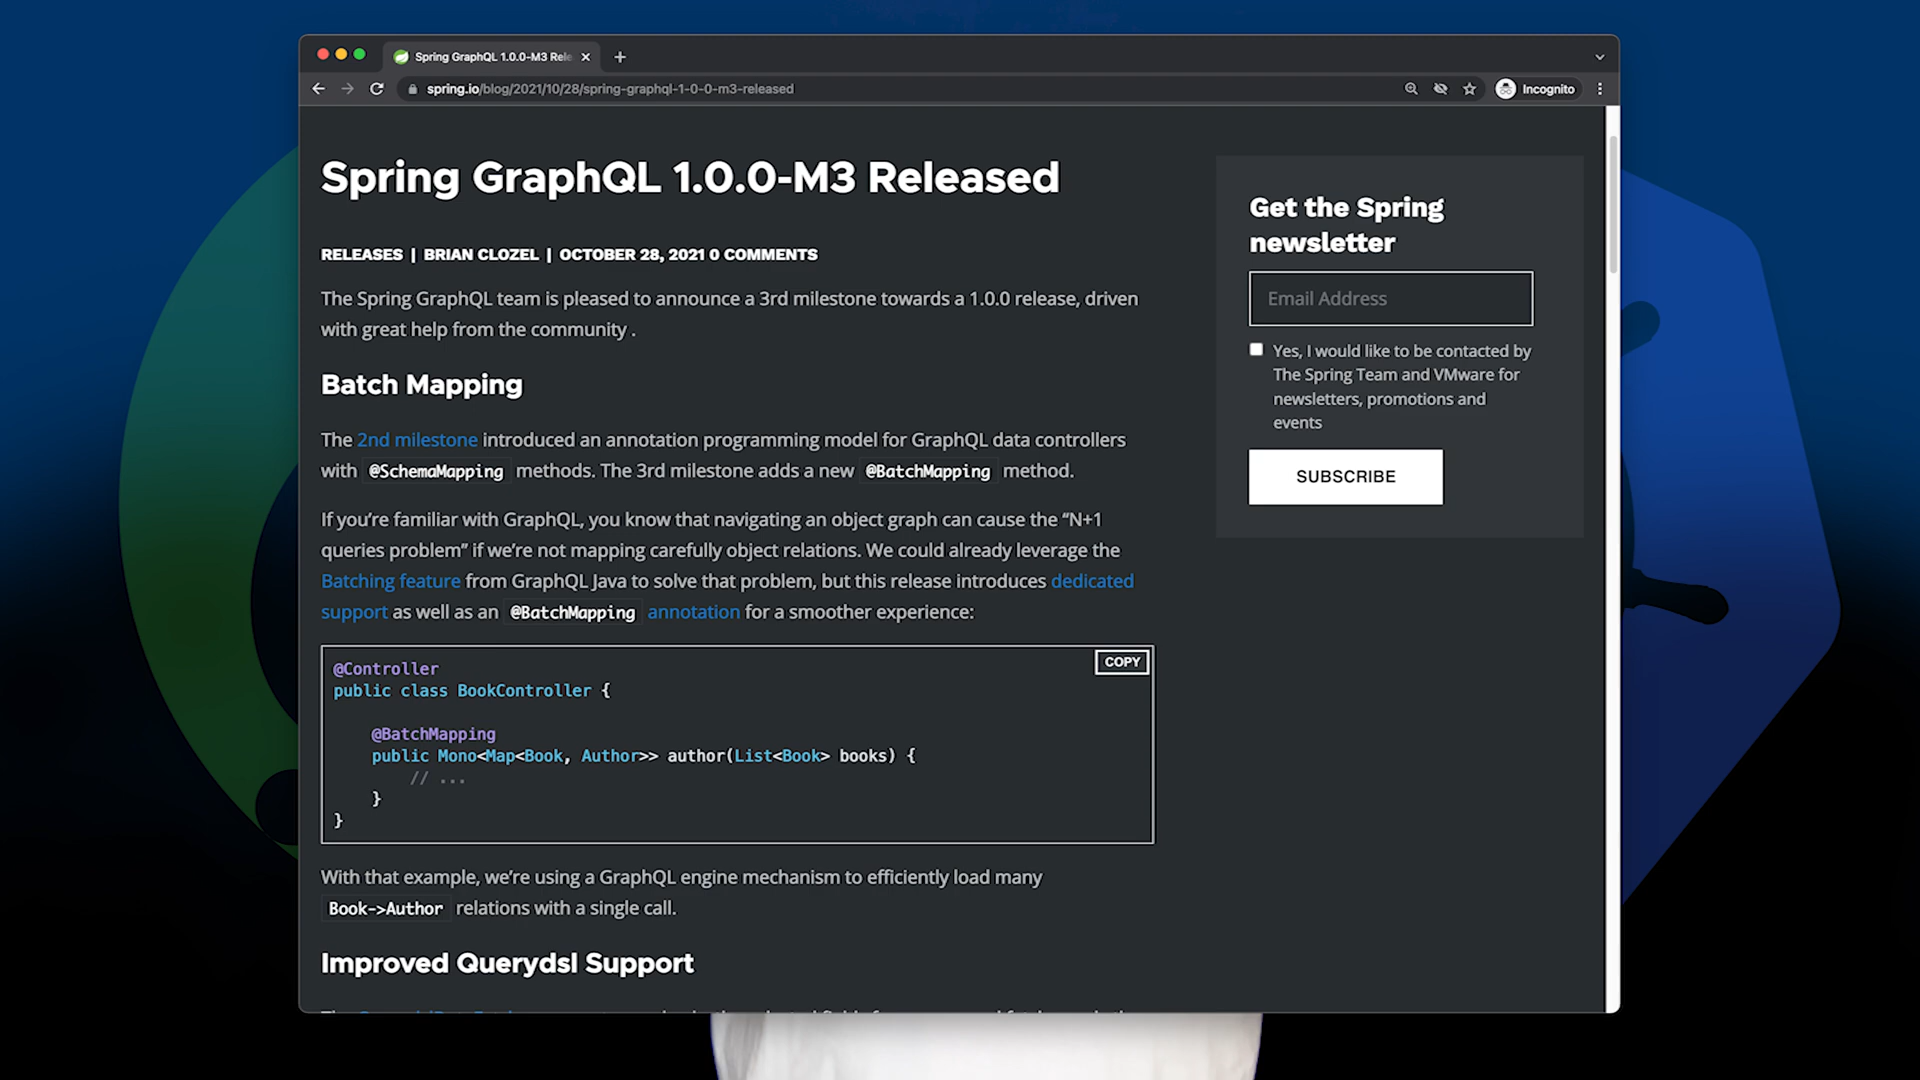 Spring GraphQL 1.0.0-M3 Rele
spring.io/blog/2021/10/28/spring-graphql-1-0-0-m3-released
Incognito
Spring GraphQL 1.0.0-M3 Released
RELEASES | BRIAN CLOZEL | OCTOBER 28, 2021 0 COMMENTS
The Spring GraphQL team is pleased to announce a 3rd milestone towards a 1.0.0 release, driven
with great help from the community .
Batch Mapping
The 2nd milestone introduced an annotation programming model for GraphQL data controllers
with @SchemaMapping methods. The 3rd milestone adds a new @BatchMapping method.
If you’re familiar with GraphQL, you know that navigating an object graph can cause the “N+1
queries problem” if we’re not mapping carefully object relations. We could already leverage the
Batching feature from GraphQL Java to solve that problem, but this release introduces dedicated
support as well as an @BatchMapping annotation for a smoother experience:
COPY
@Controller
public class BookController {
@BatchMapping
public Mono<Map<Book, Author>> author(List<Book> books) {
// ...
}
}
With that example, we’re using a GraphQL engine mechanism to efficiently load many
Book->Author relations with a single call.
Improved Querydsl Support
Get the Spring
newsletter
Email Address
Yes, I would like to be contacted by
The Spring Team and VMware for
newsletters, promotions and
events
SUBSCRIBE